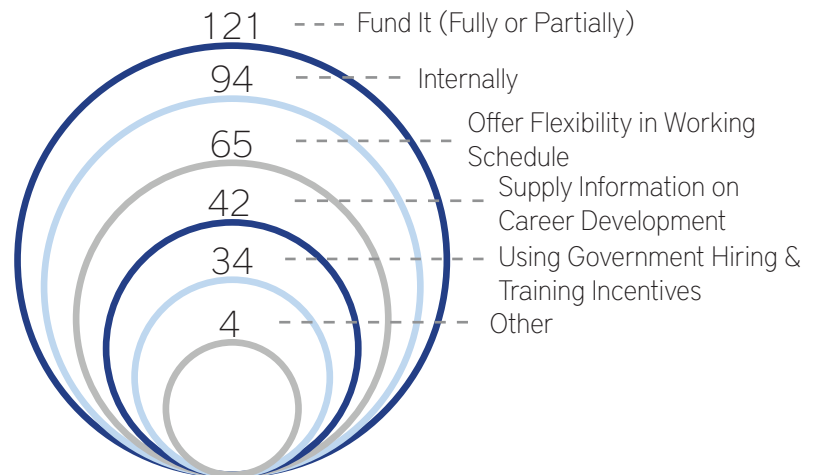 121 Fund It (Fully or Partially)
94 Internally
65 Offer Flexibility in Working
Schedule
42 Supply Information on
Career Development
34 Using Government Hiring &
Training Incentives
4 Other